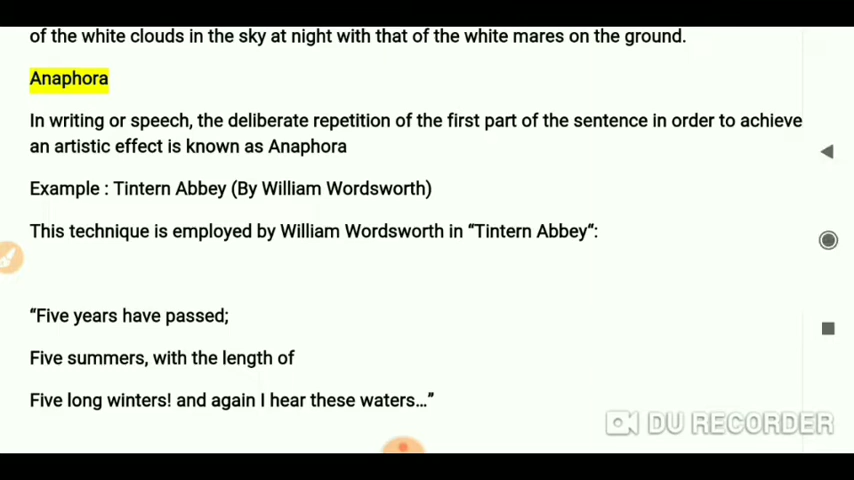 of the white clouds in the sky at night with that of the white mares on the ground.
Anaphora
In writing or speech, the deliberate repetition of the first part of the sentence in order to achieve
an artistic effect is known as Anaphora
Example : Tintern Abbey (By William Wordsworth)
This technique is employed by William Wordsworth in “Tintern Abbey“:
“Five years have passed;
Five summers, with the length of
Five long winters! and again I hear these waters…”
DU RECORDER